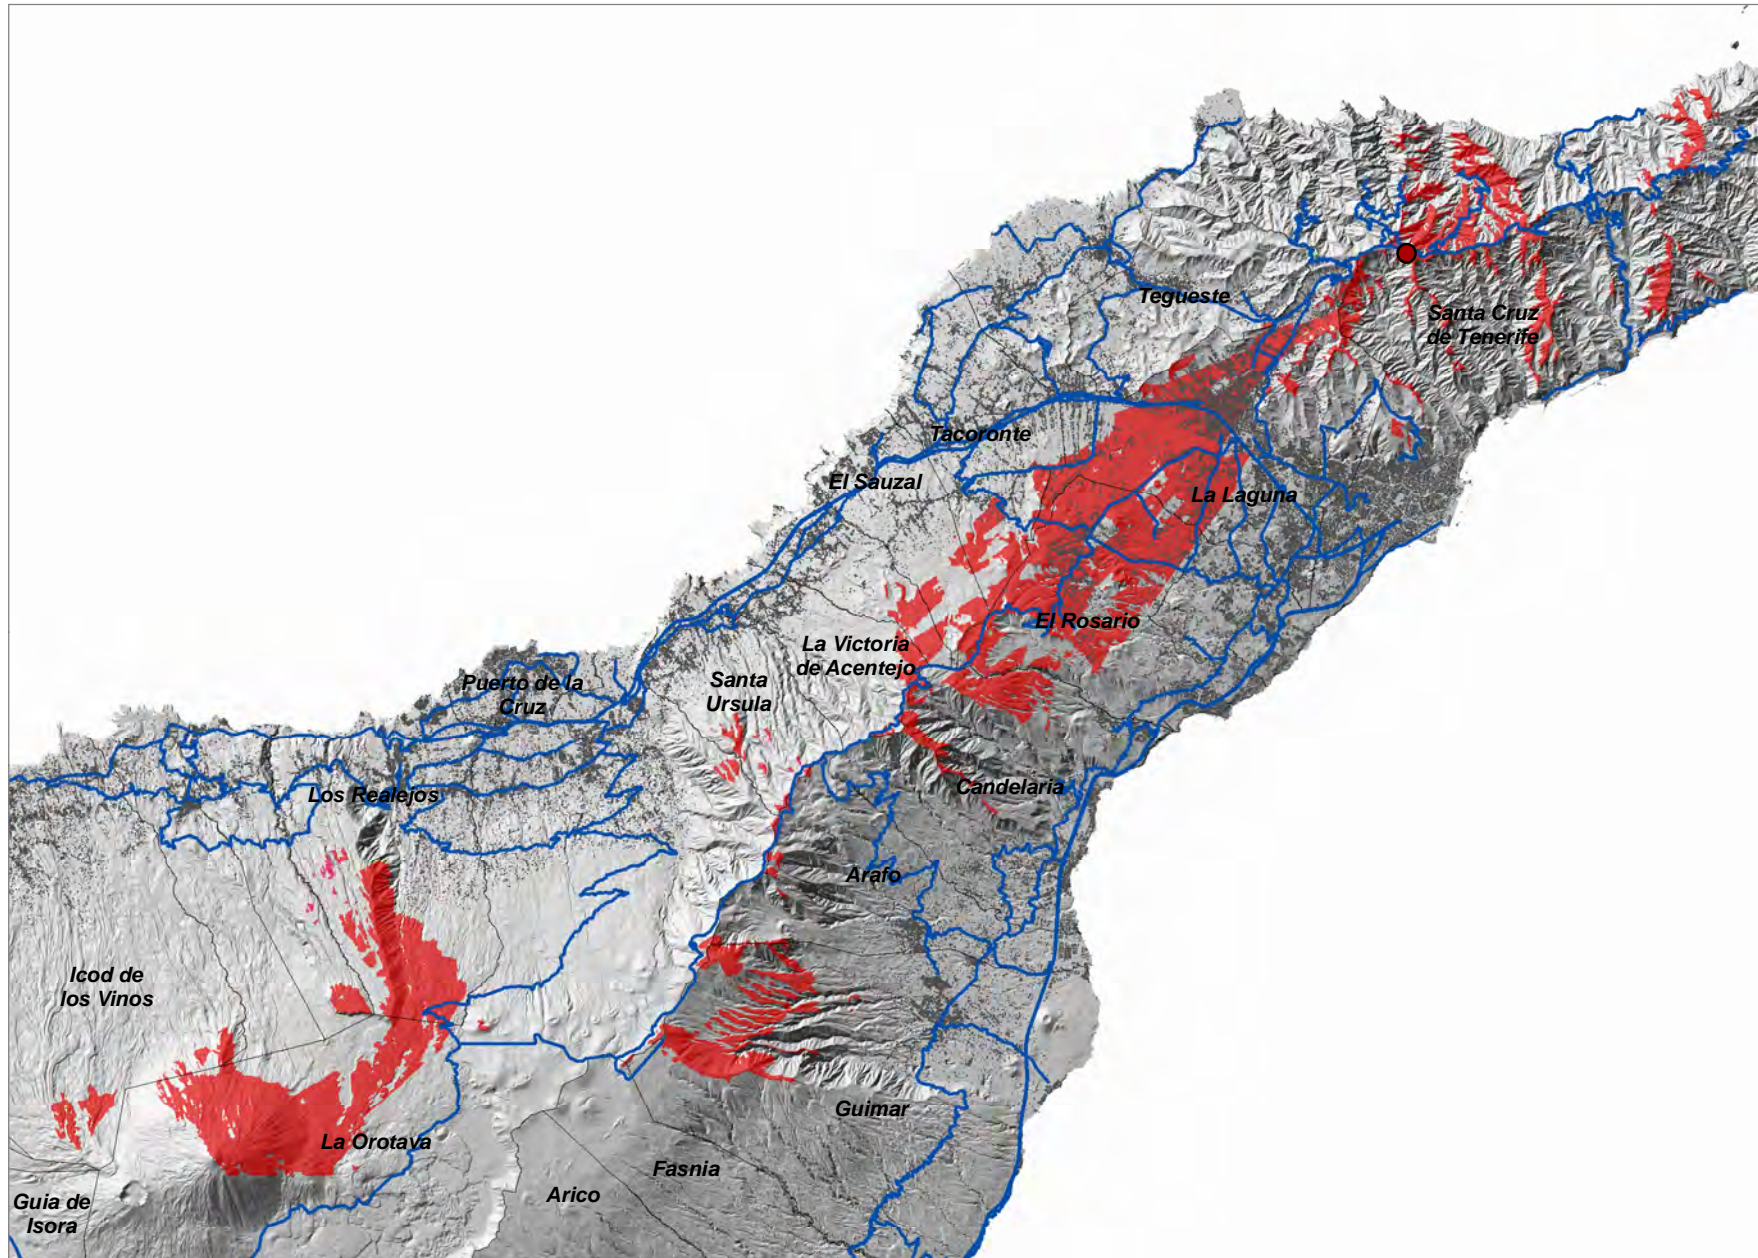 Tegueste
Santa Cruz
de Tenerife
Tacoronte
El Sauzal
La Laguna
El Rosario
La Victoria
de Acentejo
Puerto de la
Cruz
Santa
Ursula
Los Realejos
Candelaria
Arafo
Icod de
los Vinos
Guimar
La Orotava
Fasnia
Arico
Guia de
Isora